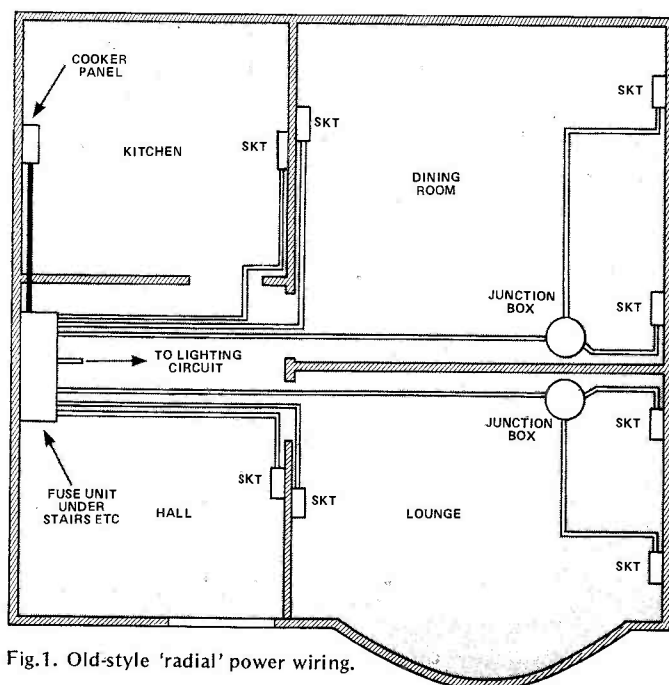 COOKER
PANEL
KITCHEN
SKT
SKT
DINING
ROOM
SKT
SKT
JUNCTION
BOX
TO LIGHTING
CIRCUIT
JUNCTION
BOX
SKT
SKT
SKT
FUSE UNIT
UNDER
STAIRS ETC
HALL
LOUNGE
SKT
Fig.1. Old-style 'radial' power wiring.